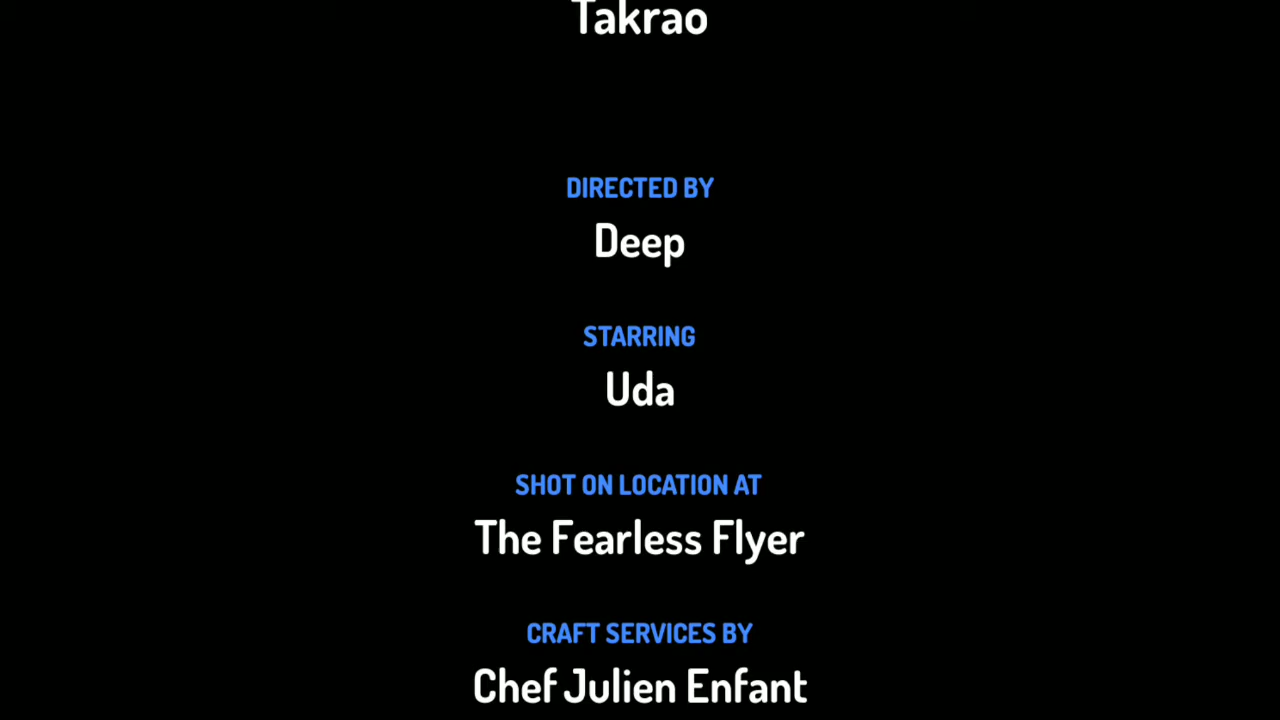 Takrao
DIRECTED BY
Deep
STARRING
Uda
SHOT ON LOCATION AT
The Fearless Flyer
CRAFT SERVICES BY
Chef Julien Enfant